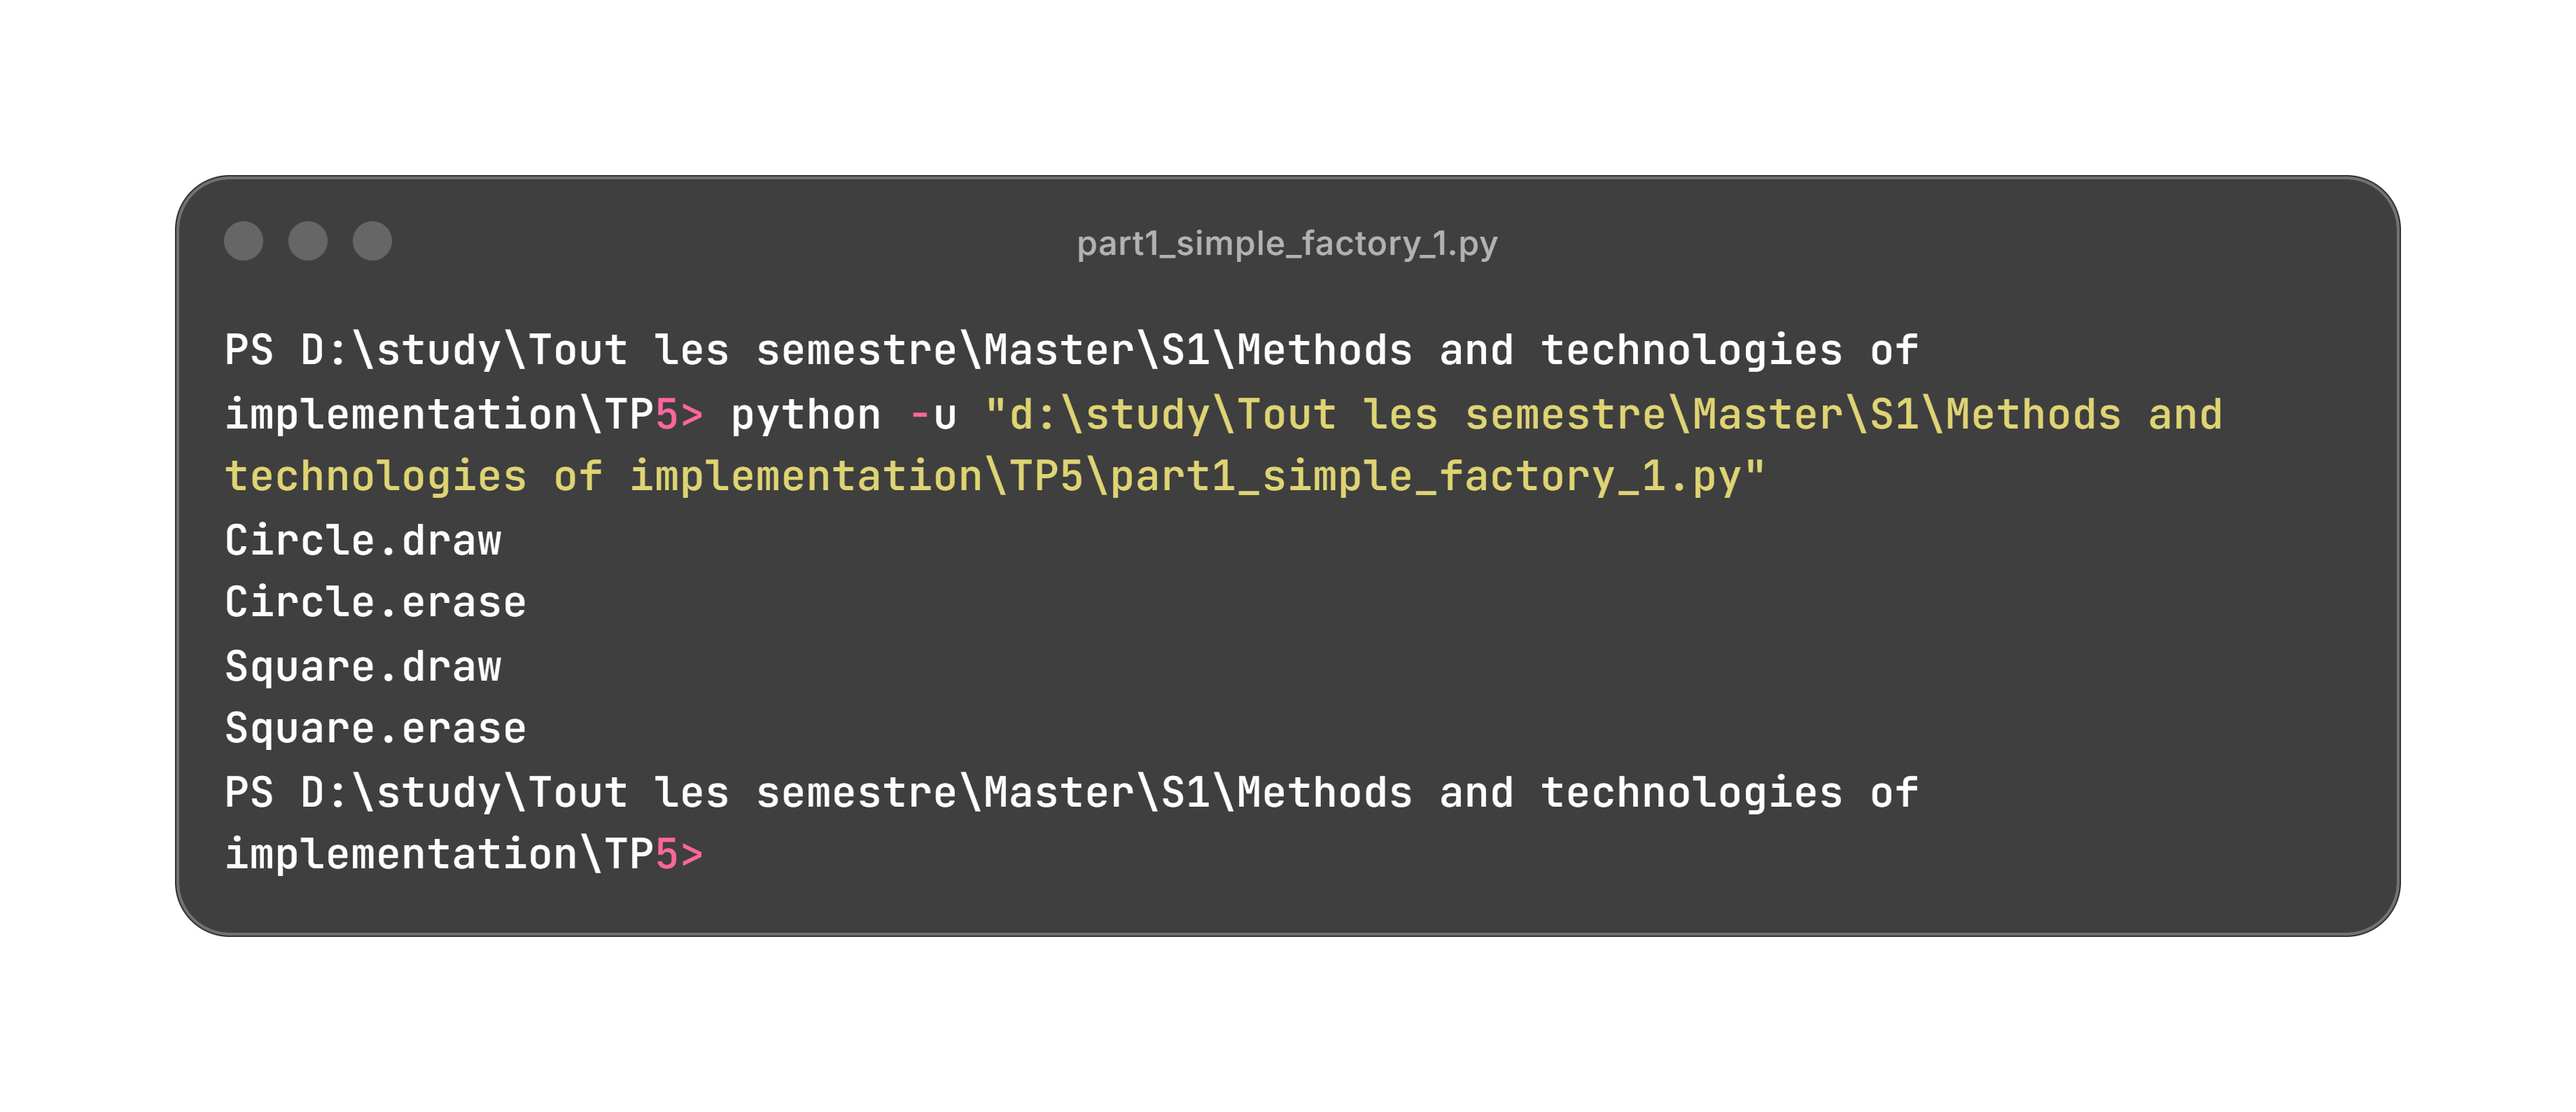 part1_simple_factory_1.py
PS D:\study\Tout les semestre\Master\S1\Methods and technologies of
implementation\TP5> python -u "d:\study\Tout les semestre\Master\S1\Methods and
technologies of implementation\TP5\part1_simple_factory_1.py"
Circle.draw
Circle.erase
Square.draw
Square.erase
PS D:\study\Tout les semestre\Master\S1\Methods and technologies of
implementation\TP5>